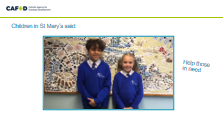 CAFOD
Children in St Mary's said:
Help those
in need